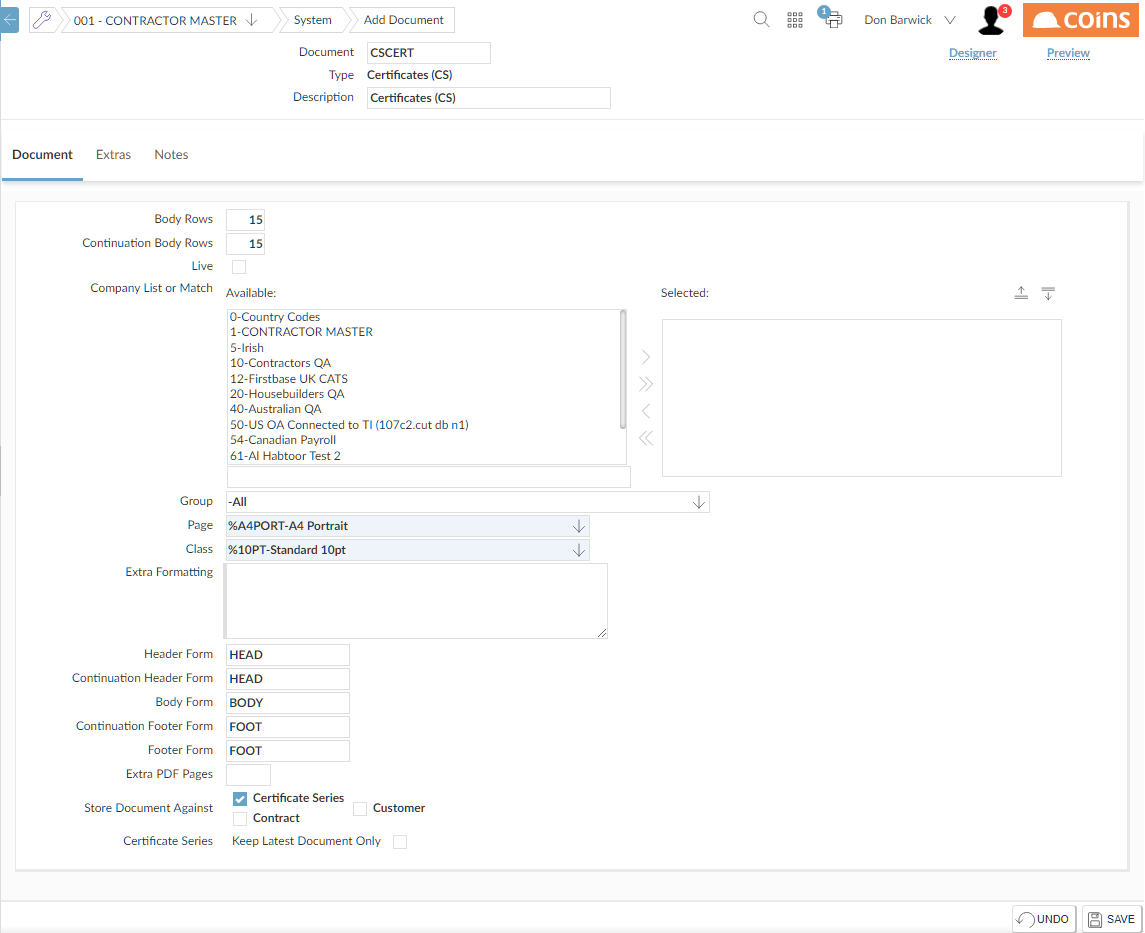 001 - CONTRACTOR MASTER System Add Document 1 Don Barwick 3 COINS
Document CSCERT Designer Preview
Type Certificates (CS)
Description Certificates (CS)
Document Extras Notes
Body Rows 15
Continuation Body Rows 15
Live
Company List or Match Available: Selected:
0-Country Codes
1-CONTRACTOR MASTER
5-Irish
10-Contractors QA
12-Firstbase UK CATS
20-Housebuilders QA
40-Australian QA
50-US OA Connected to TI (107c2.cut db n1)
54-Canadian Payroll
61-Al Habtoor Test 2
Group -All
Page %A4PORT-A4 Portrait
Class %10PT-Standard 10pt
Extra Formatting
Header Form HEAD
Continuation Header Form HEAD
Body Form BODY
Continuation Footer Form FOOT
Footer Form FOOT
Extra PDF Pages
Store Document Against Certificate Series Customer
Contract
Certificate Series Keep Latest Document Only
UNDO SAVE